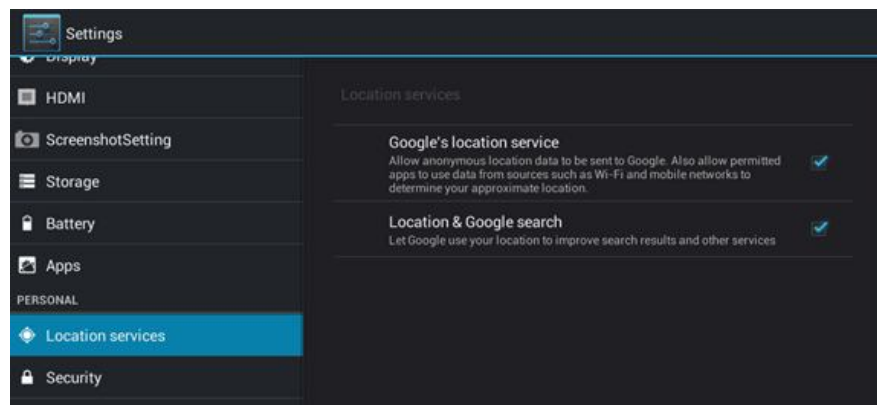 Settings
Display
HDMI
ScreenshotSetting
Storage
Battery
Apps
PERSONAL
Location services
Security
Location services
Google's location service
Allow anonymous location data to be sent to Google. Also allow permitted
apps to use data from sources such as Wi-Fi and mobile networks to
determine your approximate location.
Location & Google search
Let Google use your location to improve search results and other services